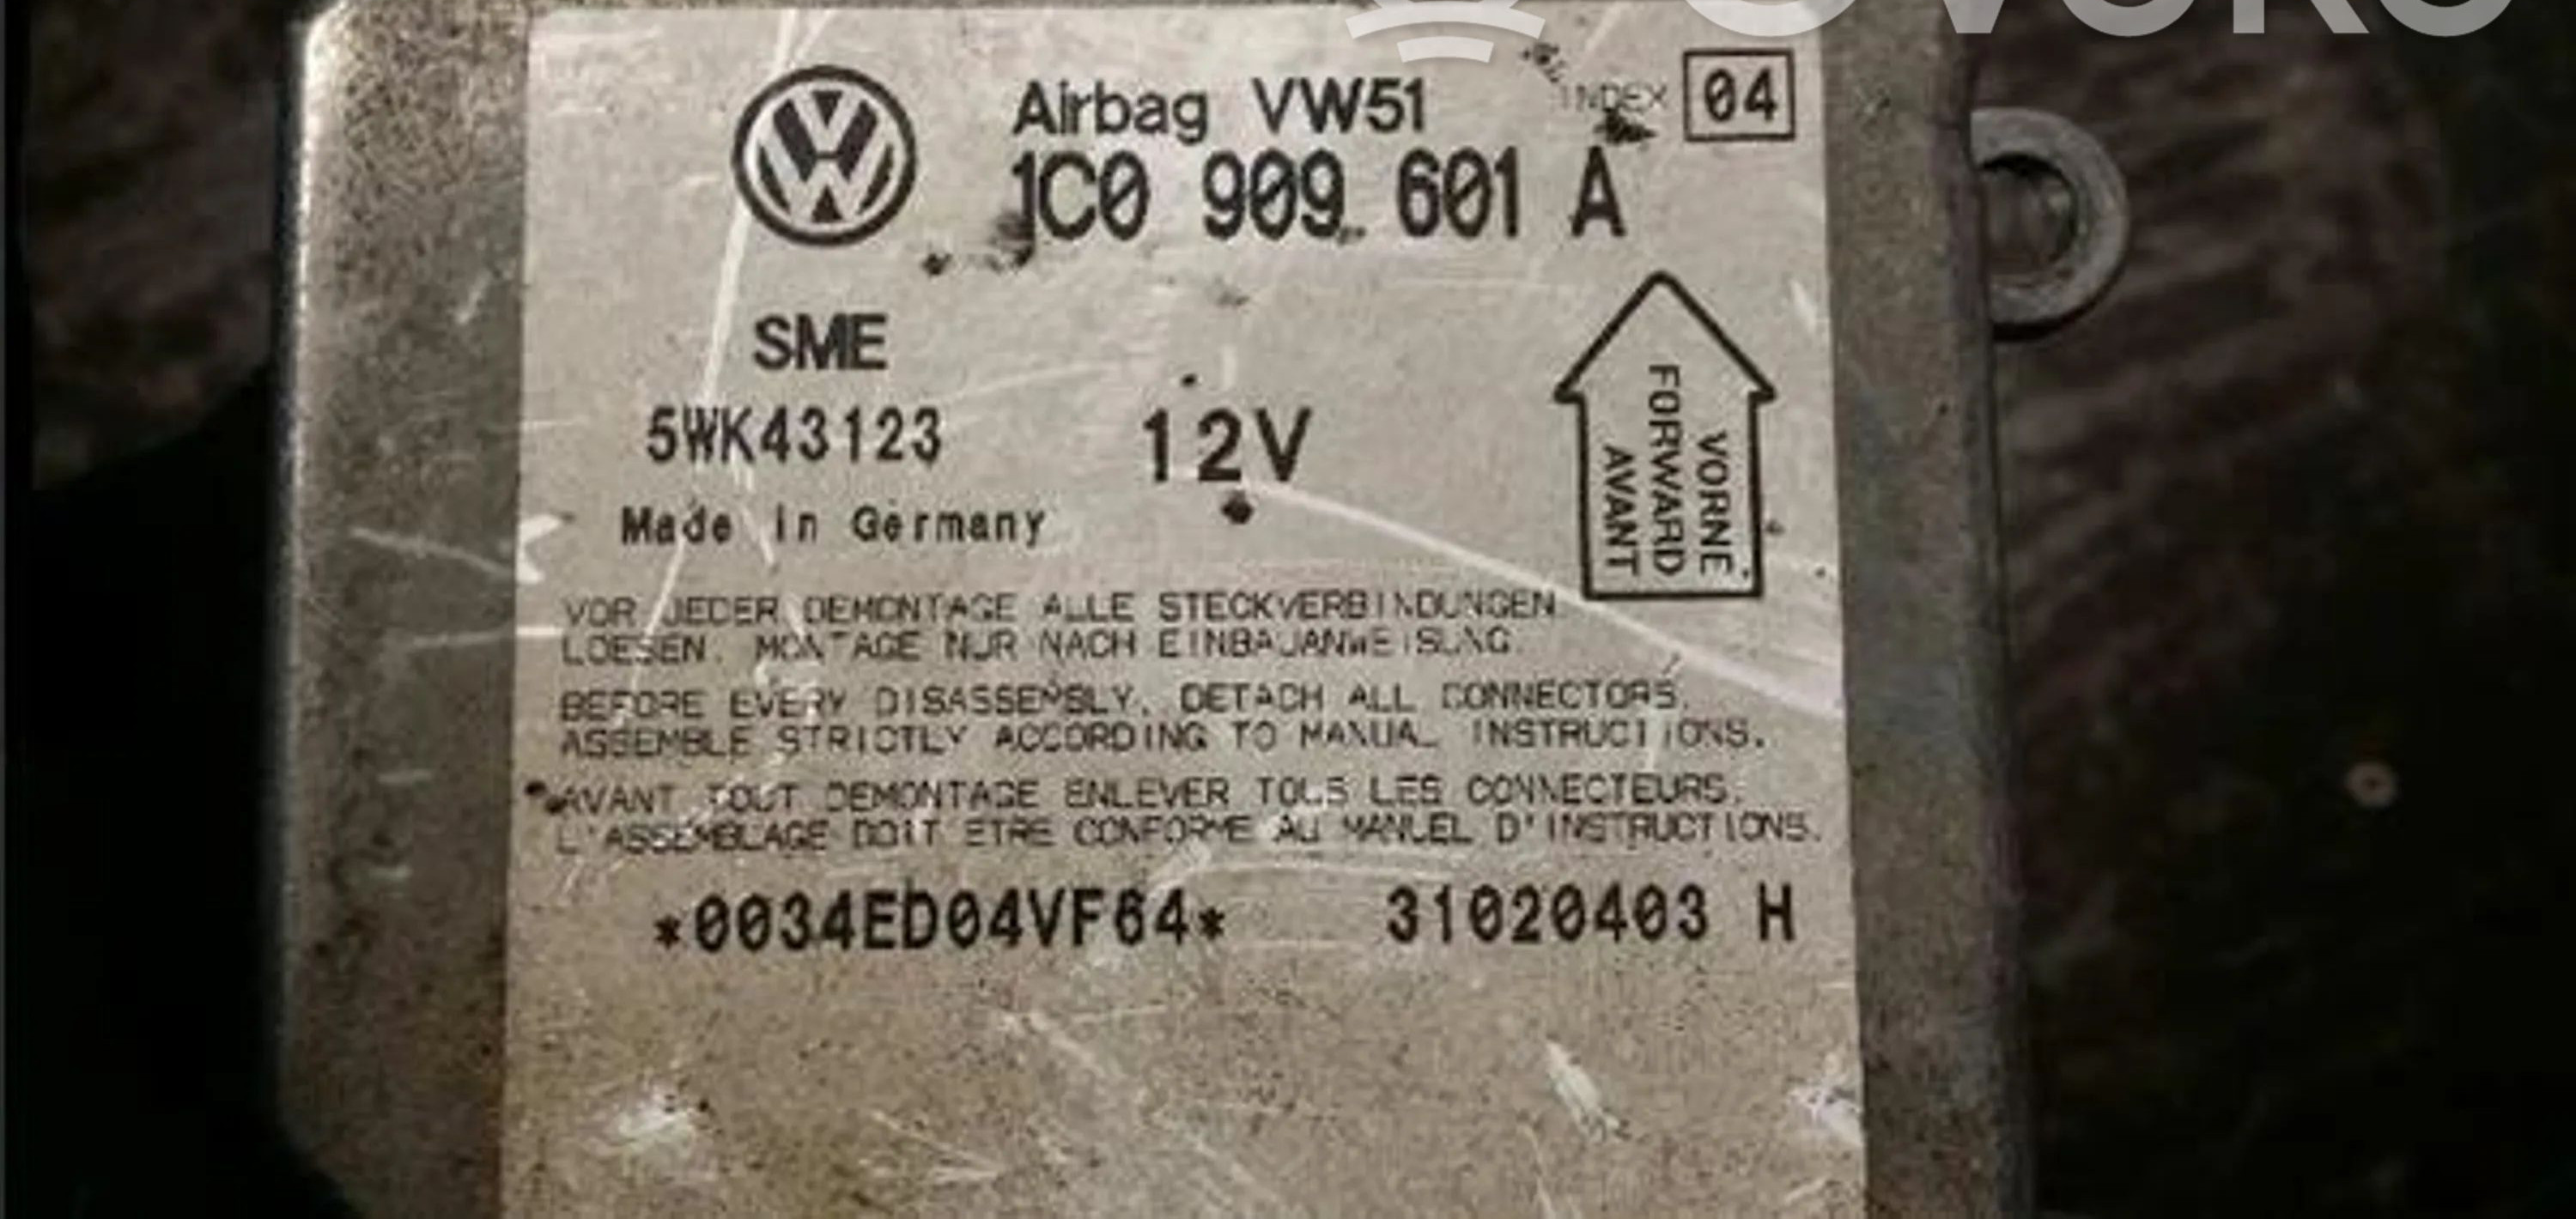 Airbag VW51
INDEX 04
1C0 909 601 A
SME
5WK43123
12V
Made in Germany
VORNE
FORWARD
AVANT
VOR JEDER DEMONTAGE ALLE STECKVERBINDUNGEN
LOESEN. MONTAGE NUR NACH EINBAUANWEISUNG.
BEFORE EVERY DISASSEMBLY, DETACH ALL CONNECTORS.
ASSEMBLE STRICTLY ACCORDING TO MANUAL INSTRUCTIONS.
AVANT TOUT DEMONTAGE ENLEVER TOUS LES CONNECTEURS.
L'ASSEMBLAGE DOIT ETRE CONFORME AU MANUEL D'INSTRUCTIONS.
*0034ED04VF64* 31020403 H